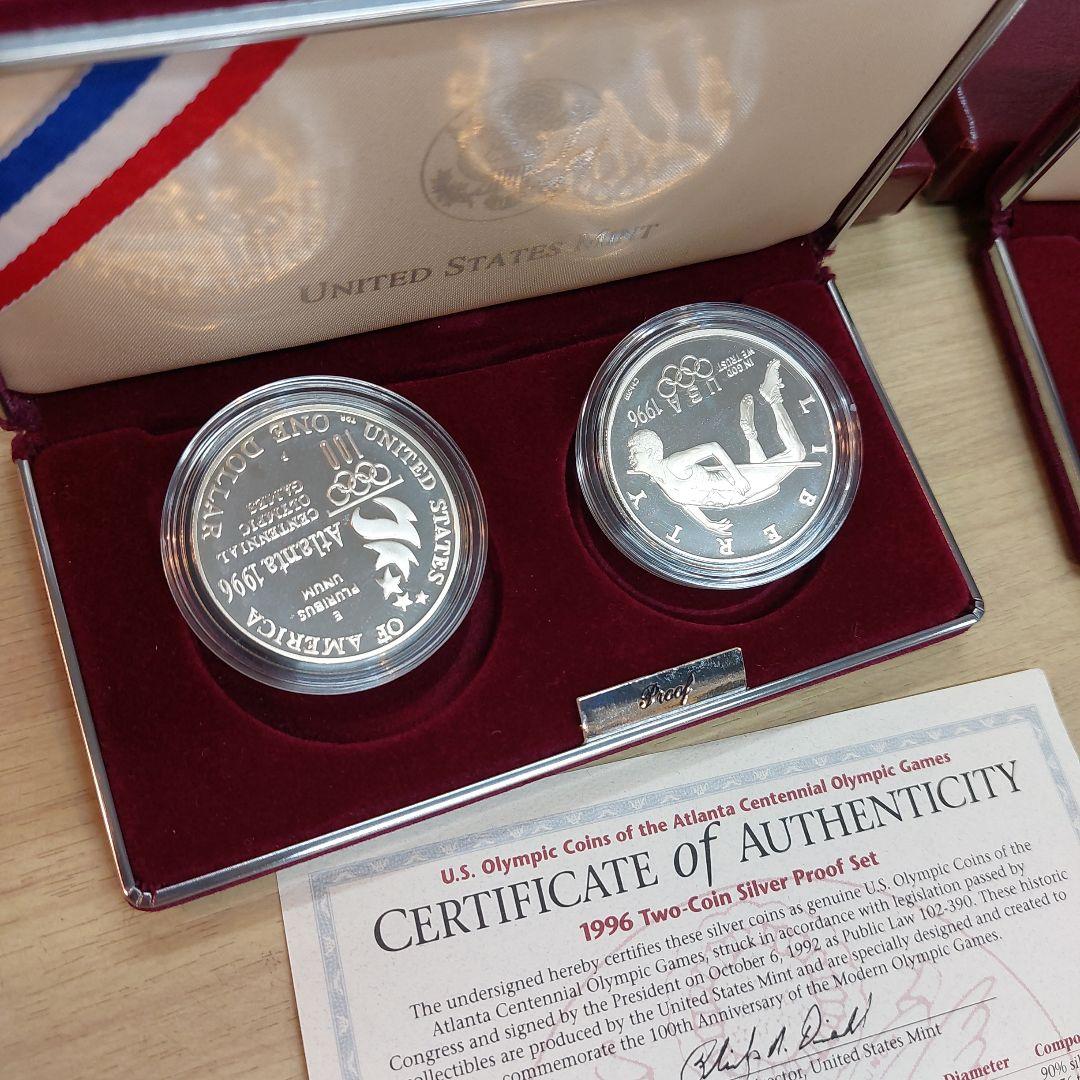 UNITED STATES MINT
UNITED STATES OF AMERICA
ONE DOLLAR
P
TDR
100
CENTENNIAL
OLYMPIC
GAMES
Atlanta 1996
E
PLURIBUS
UNUM
LIBERTY
IN GOD
WE TRUST
USA 1996
Proof
U.S. Olympic Coins of the Atlanta Centennial Olympic Games
CERTIFICATE of AUTHENTICITY
1996 Two-Coin Silver Proof Set
The undersigned hereby certifies these silver coins as genuine U.S. Olympic Coins of the
Atlanta Centennial Olympic Games, struck in accordance with legislation passed by
Congress and signed by the President on October 6, 1992 as Public Law 102-390. These historic
collectibles are produced by the United States Mint and are specially designed and created to
commemorate the 100th Anniversary of the Modern Olympic Games.
United States Mint
Diameter
90%